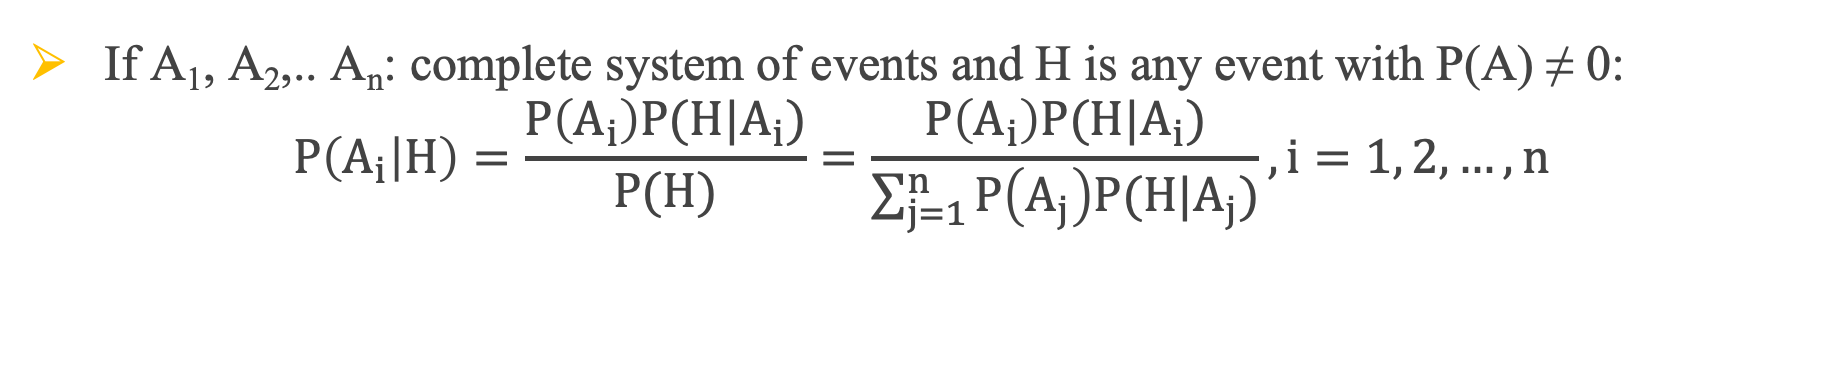 ➢ If A₁, A₂,.. Aₙ: complete system of events and H is any event with P(A) ≠ 0:
P(Aᵢ|H) = P(Aᵢ)P(H|Aᵢ) / P(H) = P(Aᵢ)P(H|Aᵢ) / ∑ⁿⱼ₌₁ P(Aⱼ)P(H|Aⱼ) , i = 1, 2, … , n